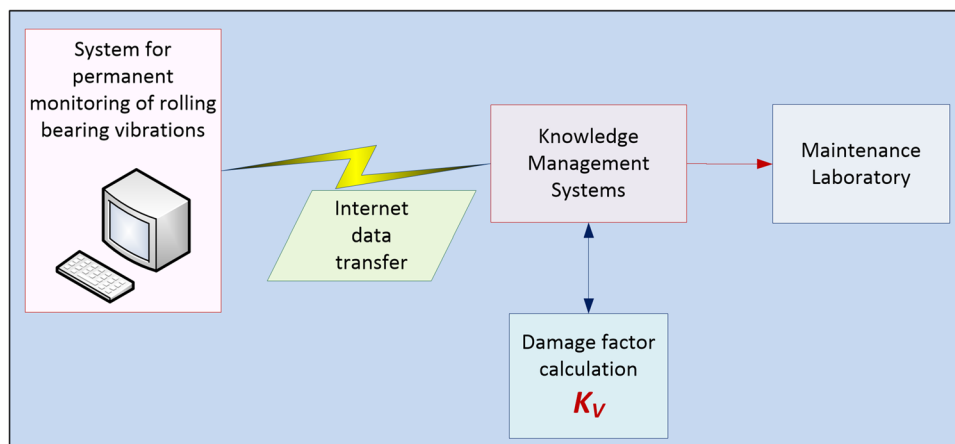 System for
permanent
monitoring of rolling
bearing vibrations
Internet
data
transfer
Knowledge
Management
Systems
Maintenance
Laboratory
Damage factor
calculation
KV